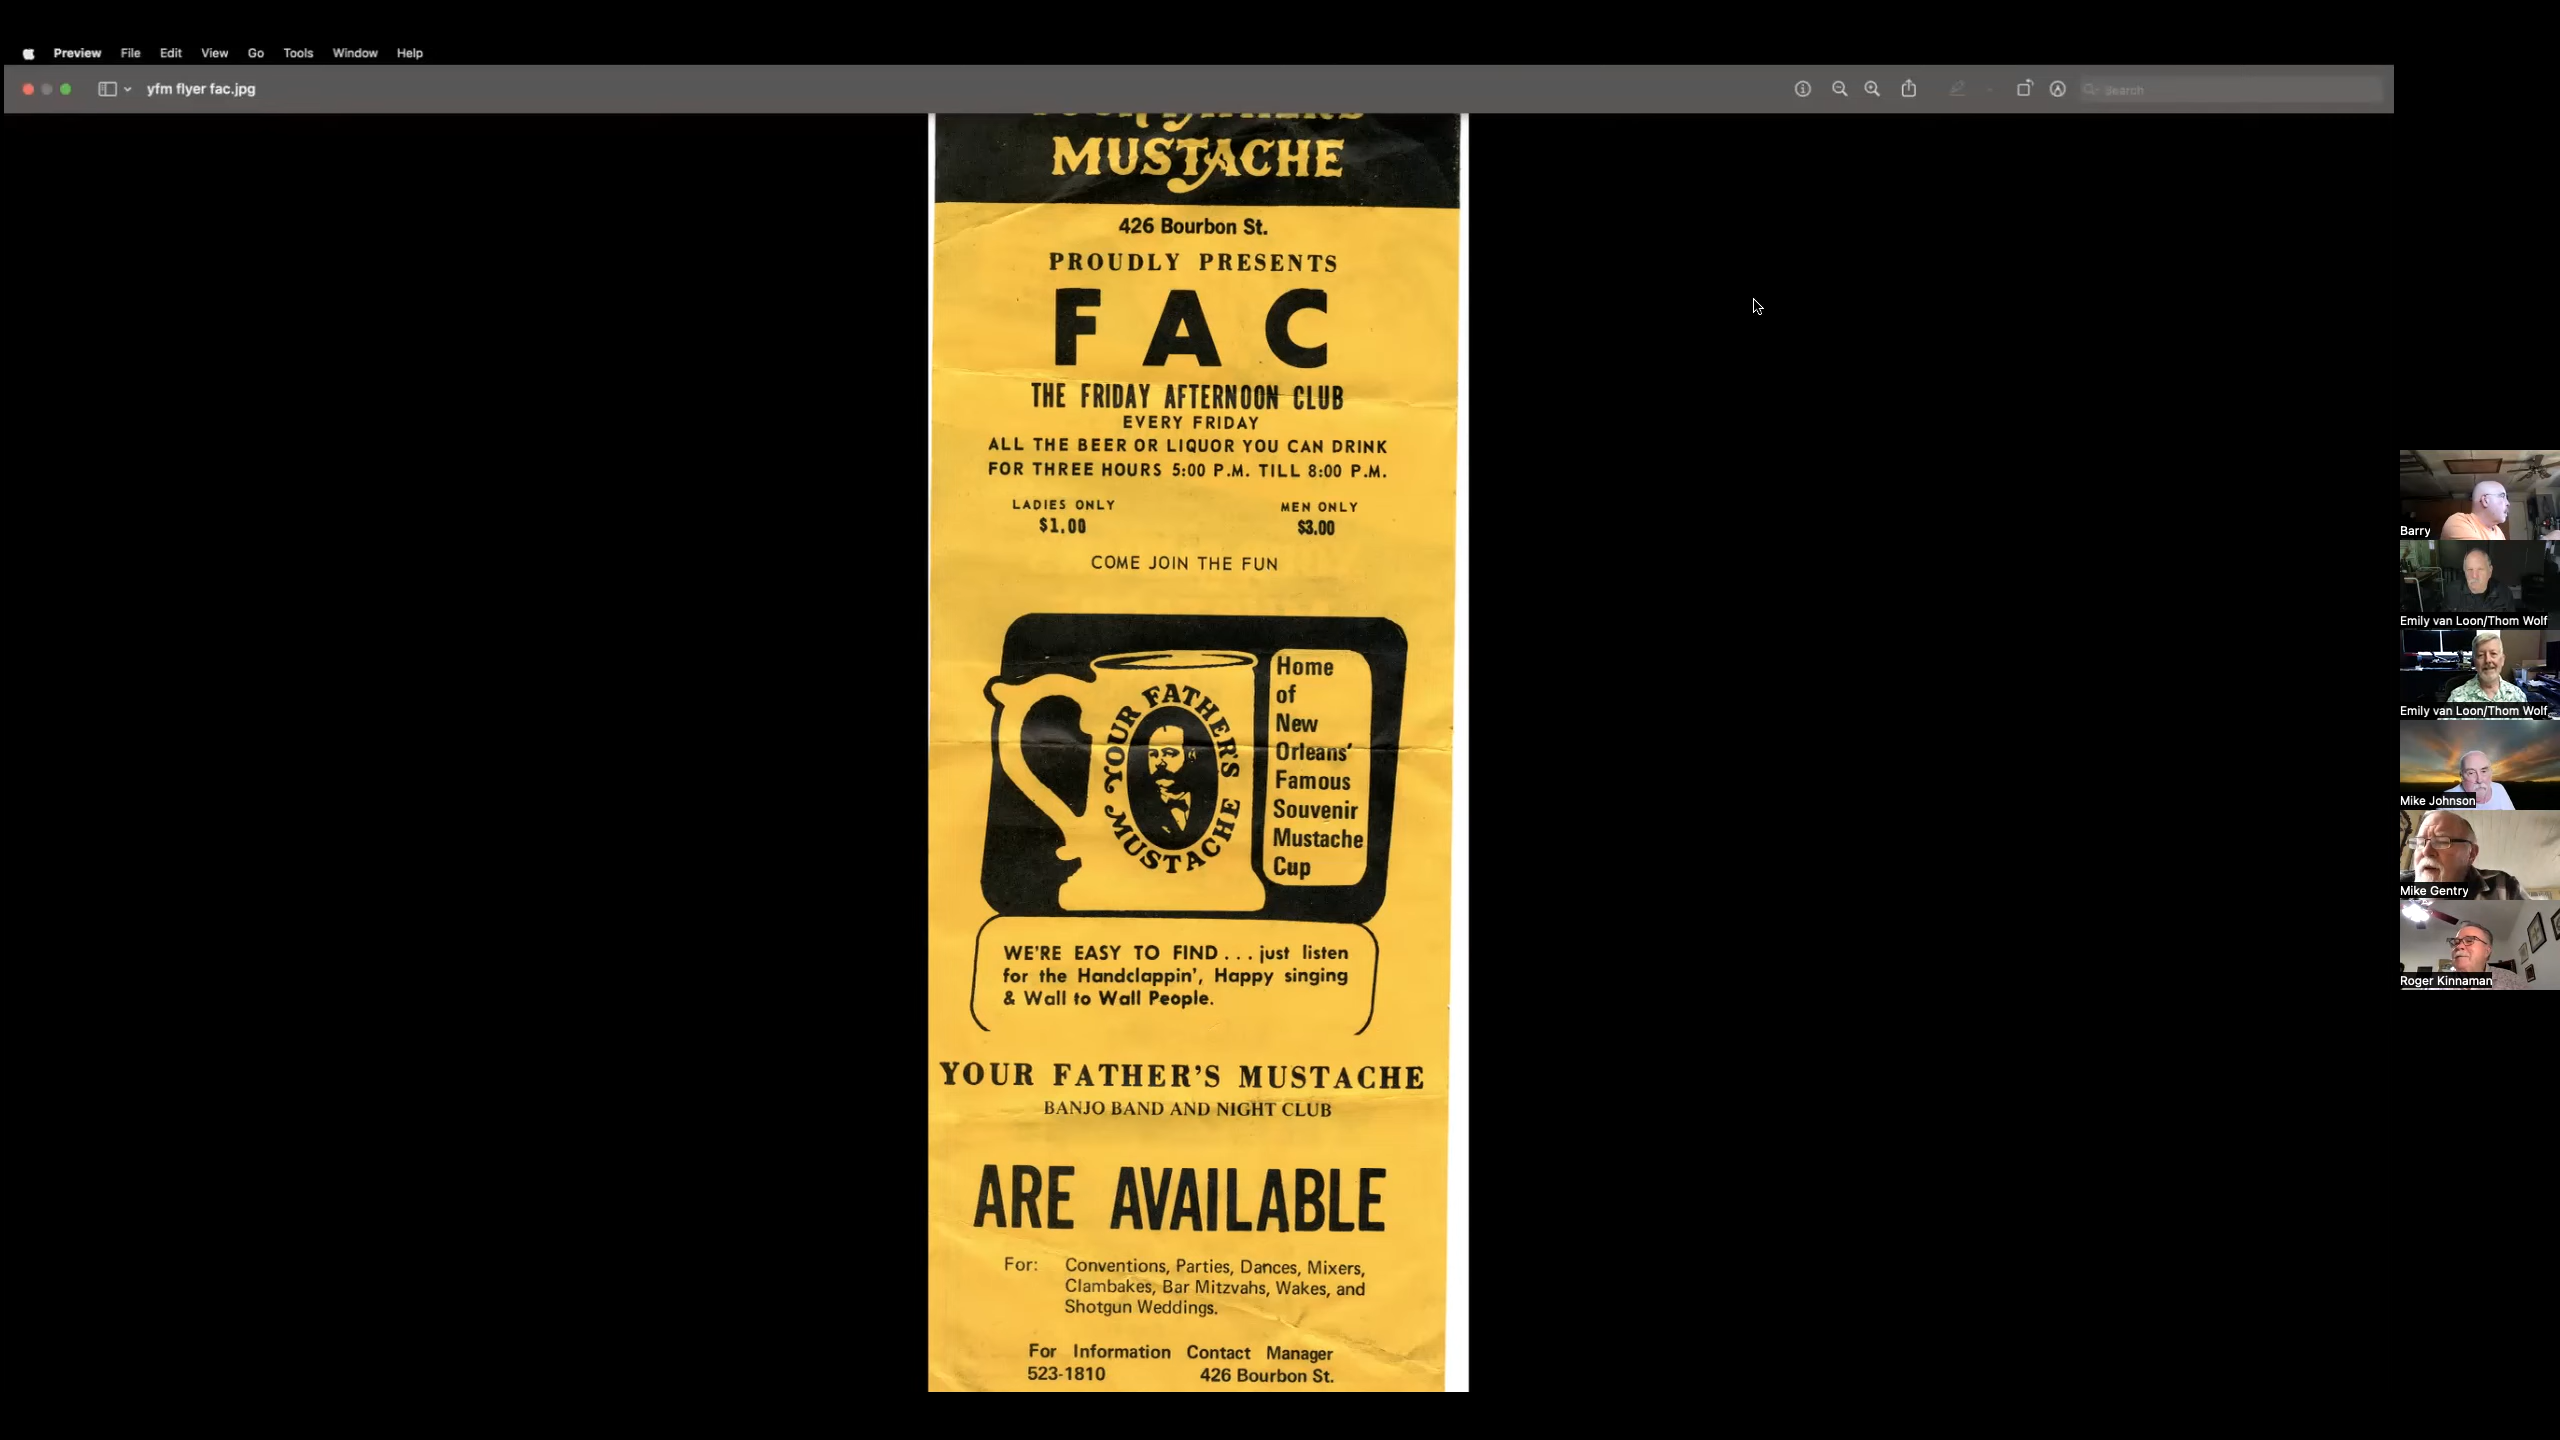 Preview File Edit View Go Tools Window Help
yfm flyer fac.jpg
Search
MUSTACHE
426 Bourbon St.
PROUDLY PRESENTS
F A C
THE FRIDAY AFTERNOON CLUB
EVERY FRIDAY
ALL THE BEER OR LIQUOR YOU CAN DRINK
FOR THREE HOURS 5:00 P.M. TILL 8:00 P.M.
LADIES ONLY
$1.00
MEN ONLY
$3.00
COME JOIN THE FUN
YOUR FATHER'S
MUSTACHE
Home
of
New
Orleans'
Famous
Souvenir
Mustache
Cup
WE'RE EASY TO FIND . . . just listen
for the Handclappin', Happy singing
& Wall to Wall People.
YOUR FATHER'S MUSTACHE
BANJO BAND AND NIGHT CLUB
ARE AVAILABLE
For: Conventions, Parties, Dances, Mixers,
Clambakes, Bar Mitzvahs, Wakes, and
Shotgun Weddings.
For Information Contact Manager
523-1810 426 Bourbon St.
Barry
Emily van Loon/Thom Wolf
Emily van Loon/Thom Wolf
Mike Johnson
Mike Gentry
Roger Kinnaman